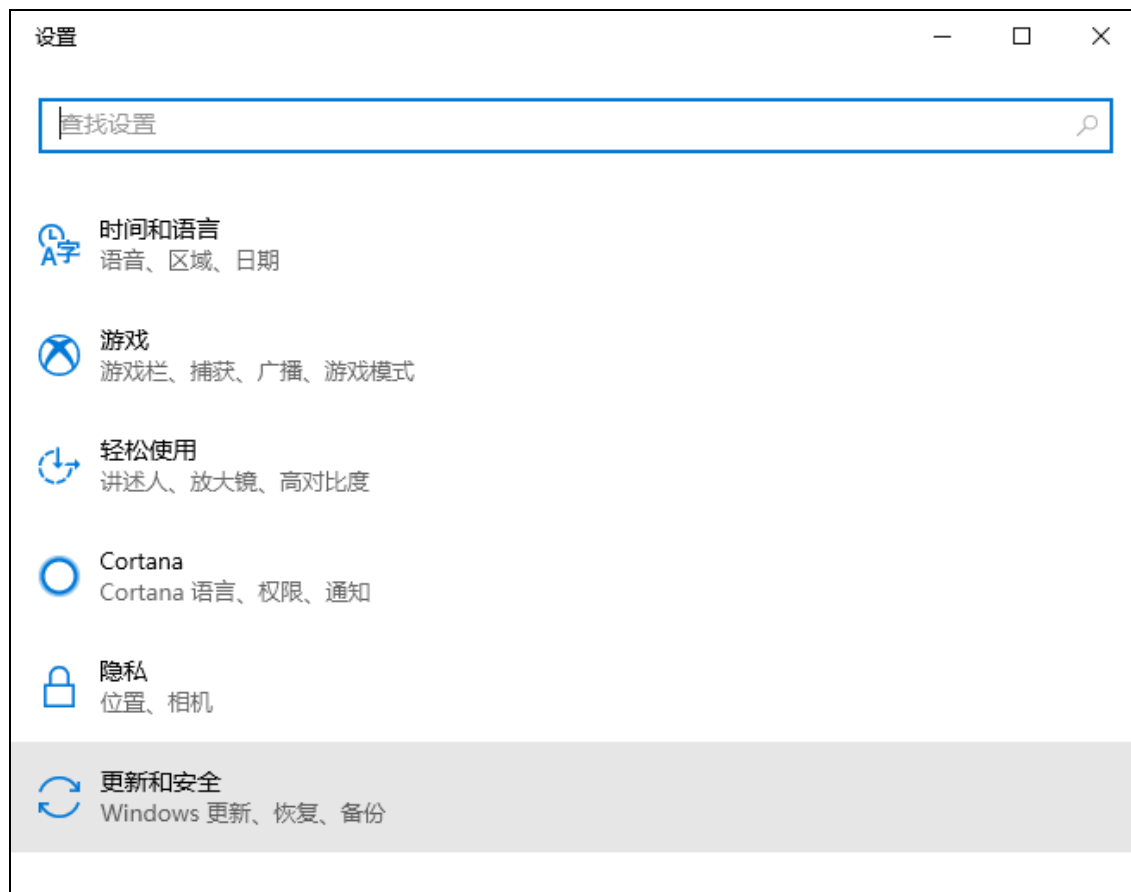 设置
查找设置
时间和语言
语音、区域、日期
游戏
游戏栏、捕获、广播、游戏模式
轻松使用
讲述人、放大镜、高对比度
Cortana
Cortana 语言、权限、通知
隐私
位置、相机
更新和安全
Windows 更新、恢复、备份